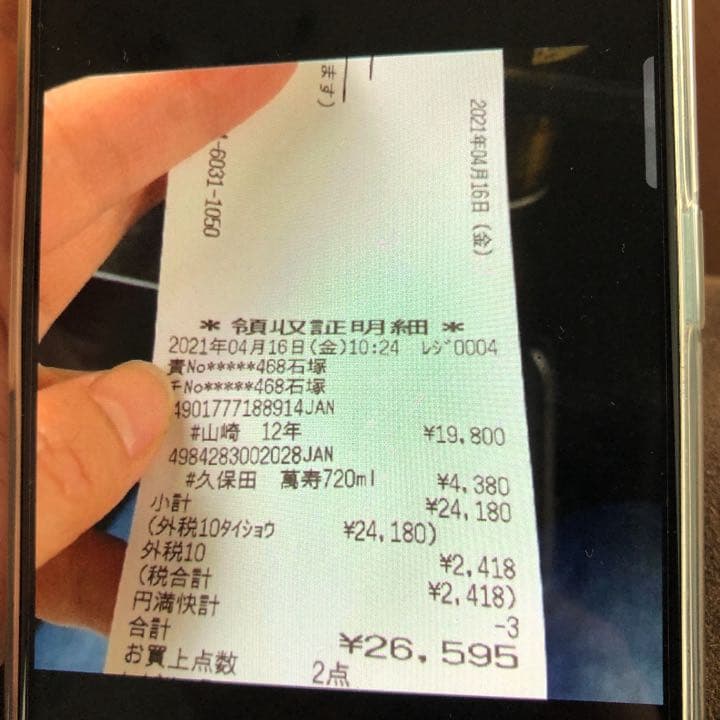 ます)
-6031-1050
2021年04月16日 (金)
* 領収証明細 *
2021年04月16日(金)10:24 レジ0004
責No*****468石塚
チNo*****468石塚
4901777188914JAN
#山崎 12年 ¥19,800
4984283002028JAN
#久保田 萬寿720ml ¥4,380
小計 ¥24,180
(外税10タイショウ ¥24,180)
外税10 ¥2,418
(税合計 ¥2,418)
円満快計 -3
合計 ¥26,595
お買上点数 2点